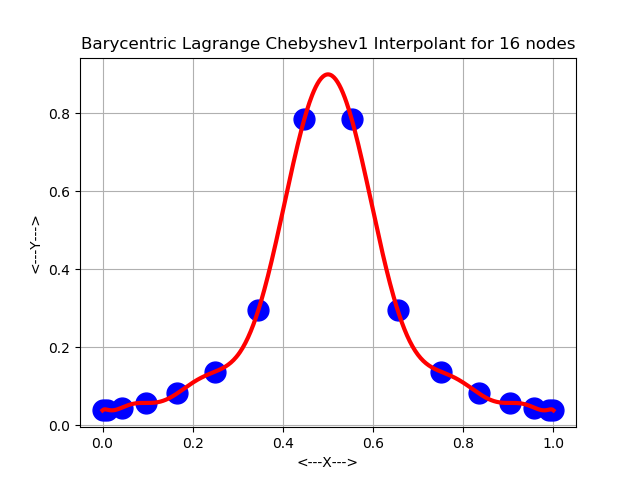 Barycentric Lagrange Chebyshev1 Interpolant for 16 nodes
0.8
0.6
0.4
0.2
0.0
<---Y--->
0.0 0.2 0.4 0.6 0.8 1.0
<---X--->